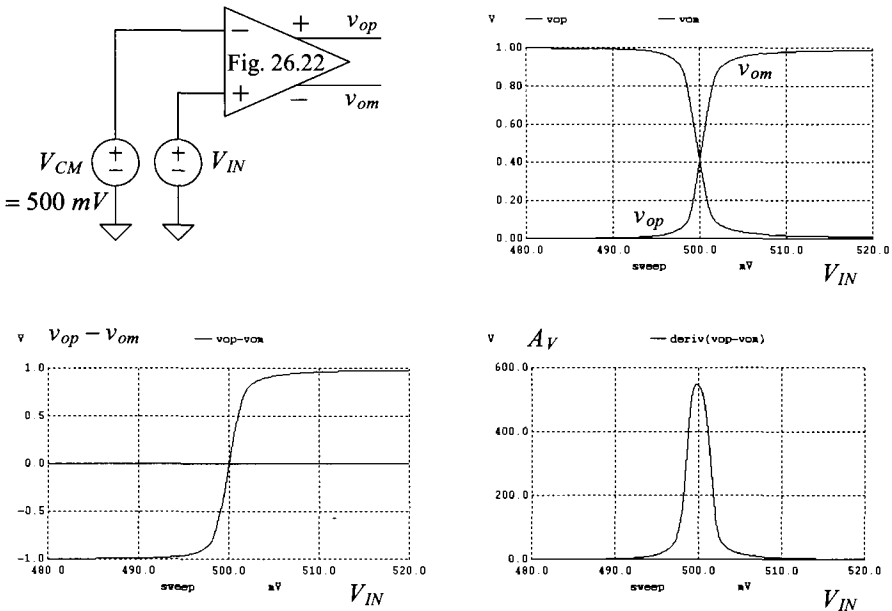 + v_op
−
Fig. 26.22
+
− v_om
+
−
V_CM
= 500 mV
+
−
V_IN
V — vop — vom
1.00
0.80
0.60
0.40
0.20
0.00
v_om
v_op
480.0 490.0 500.0 510.0 520.0
sweep mV V_IN
V v_op − v_om — vop-vom
1.0
0.5
0.0
-0.5
-1.0
480 0 490.0 500.0 510.0 520.0
sweep mV V_IN
V A_V — deriv(vop-vom)
600.0
400.0
200.0
0.0
480 0 490.0 500.0 510.0 520.0
sweep mV V_IN